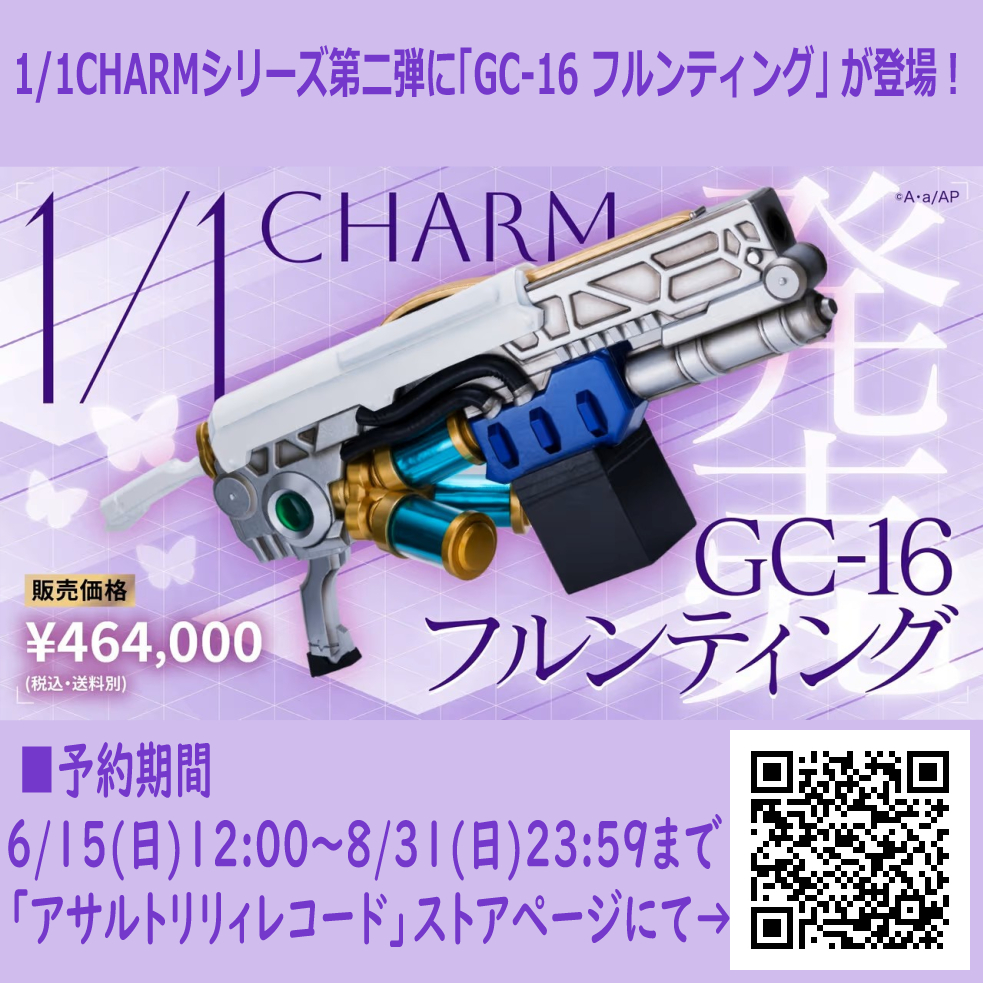 1/1CHARMシリーズ第二弾に「GC-16 フルンティング」が登場！
1/1 CHARM
©A・a/AP
発売
GC-16
フルンティング
販売価格
¥464,000
(税込・送料別)
■予約期間
6/15(日)12:00～8/31(日)23:59まで
「アサルトリリィレコード」ストアページにて→